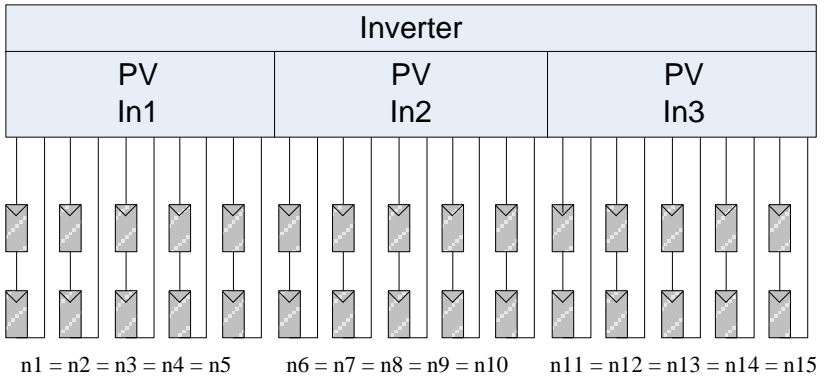 Inverter
PV
In1
PV
In2
PV
In3
n1 = n2 = n3 = n4 = n5
n6 = n7 = n8 = n9 = n10
n11 = n12 = n13 = n14 = n15